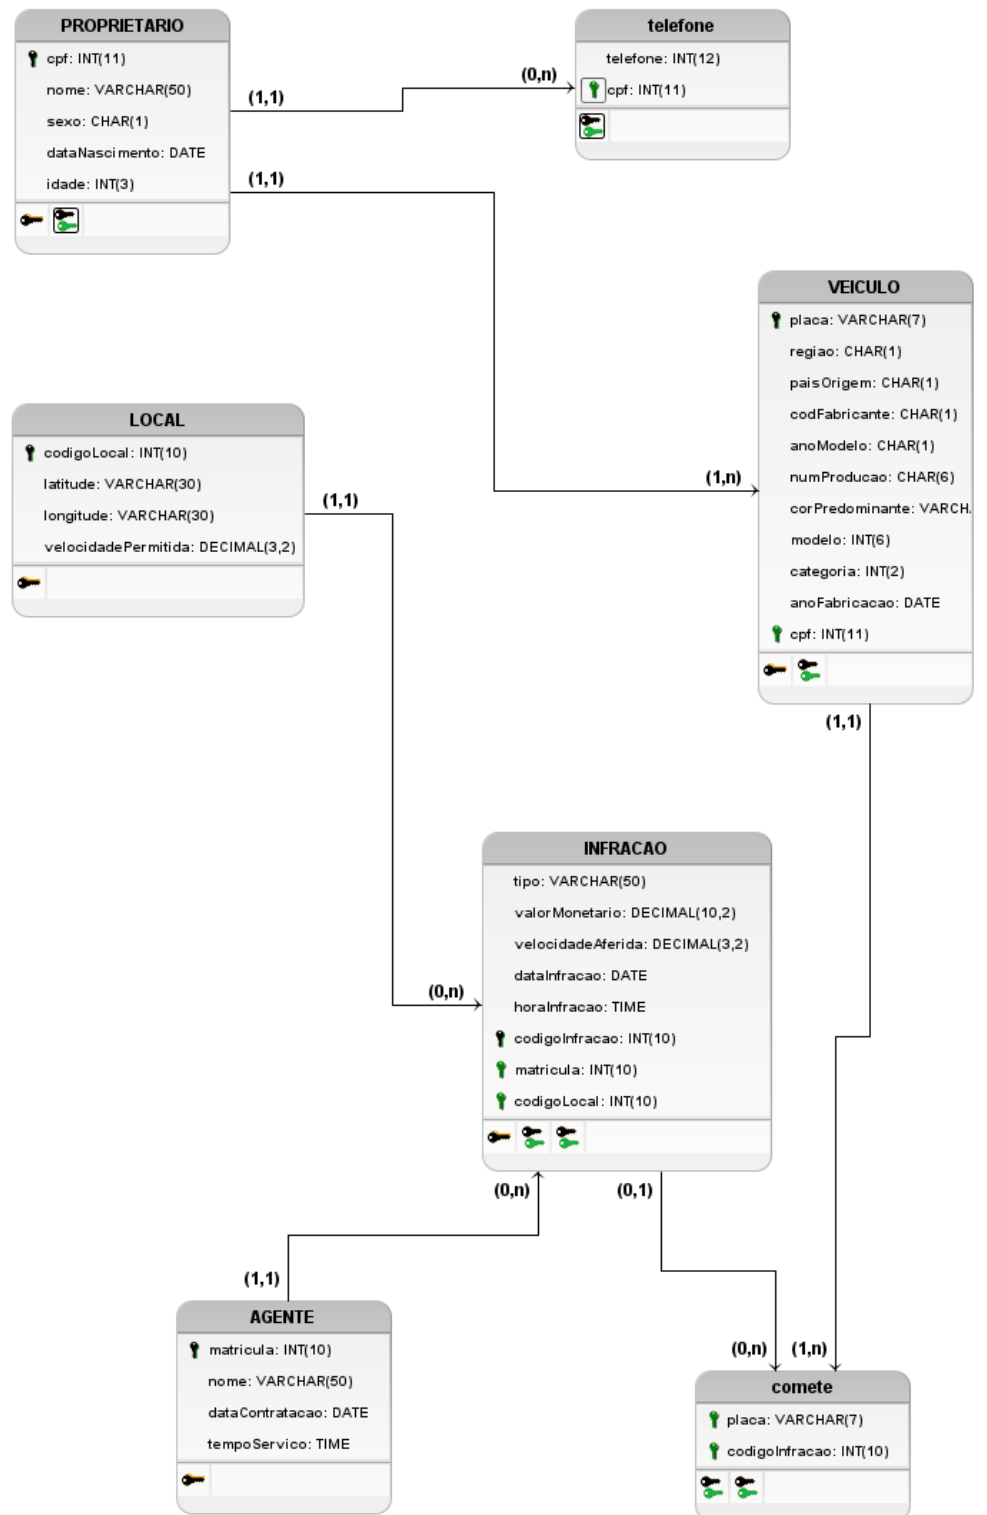 PROPRIETARIO
cpf: INT(11)
nome: VARCHAR(50)
sexo: CHAR(1)
dataNascimento: DATE
idade: INT(3)
(1,1)
(0,n)
telefone
telefone: INT(12)
cpf: INT(11)
(1,1)
(1,n)
VEICULO
placa: VARCHAR(7)
regiao: CHAR(1)
paisOrigem: CHAR(1)
codFabricante: CHAR(1)
anoModelo: CHAR(1)
numProducao: CHAR(6)
corPredominante: VARCH.
modelo: INT(6)
categoria: INT(2)
anoFabricacao: DATE
cpf: INT(11)
(1,1)
LOCAL
codigoLocal: INT(10)
latitude: VARCHAR(30)
longitude: VARCHAR(30)
velocidadePermitida: DECIMAL(3,2)
(1,1)
(0,n)
INFRACAO
tipo: VARCHAR(50)
valorMonetario: DECIMAL(10,2)
velocidadeAferida: DECIMAL(3,2)
dataInfracao: DATE
horaInfracao: TIME
codigoInfracao: INT(10)
matricula: INT(10)
codigoLocal: INT(10)
(0,n)
(0,1)
(1,1)
AGENTE
matricula: INT(10)
nome: VARCHAR(50)
dataContratacao: DATE
tempoServico: TIME
(0,n)
(1,n)
comete
placa: VARCHAR(7)
codigoInfracao: INT(10)